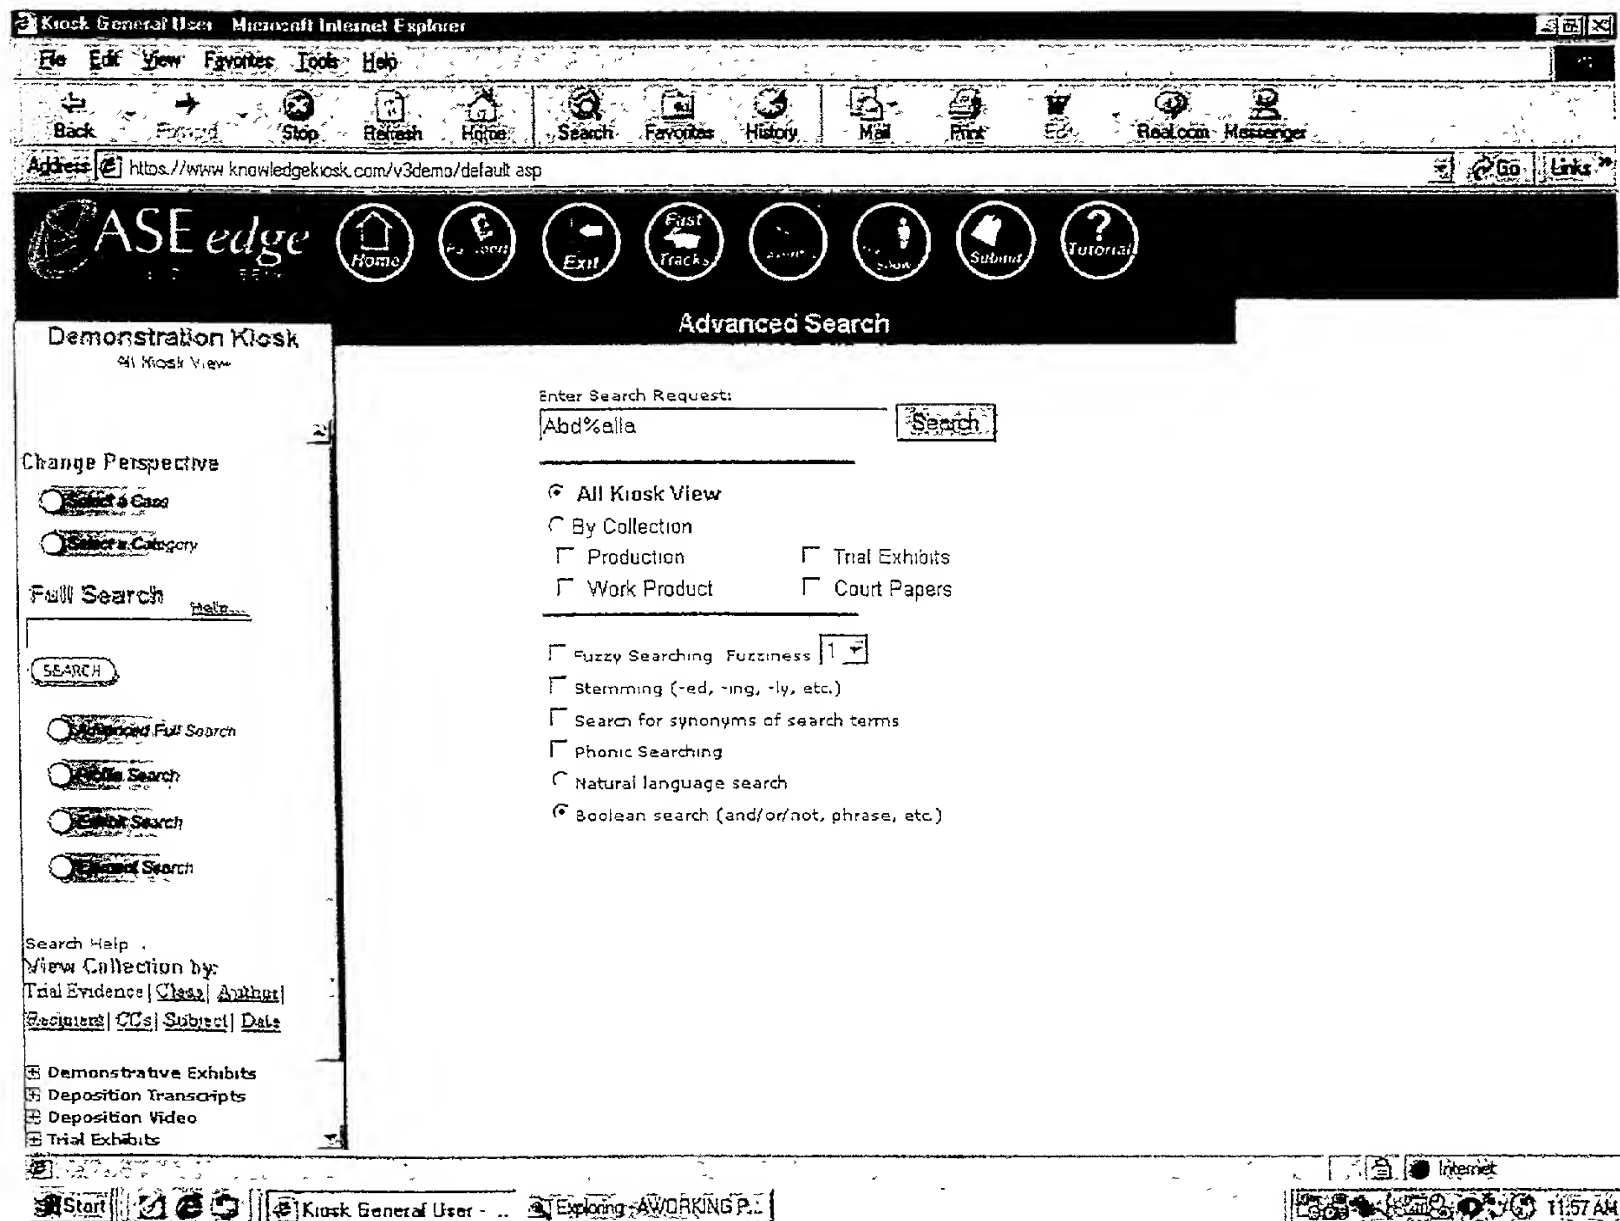 Kiosk General User Microsoft Internet Explorer
File Edit View Favorites Tools Help
Back Forward Stop Refresh Home Search Favorites History Mail Print Edit Real.com Messenger
Address https://www.knowledgekiosk.com/v3demo/default.asp Go Links »
ASE edge Home Exit Fast Tracks Show Submit ? Tutorial
Advanced Search
Demonstration Kiosk
All Kiosk View
Enter Search Request:
Abd%alla Search
Change Perspective
Select a Case
Select a Category
Full Search Help...
SEARCH
Advanced Full Search
Profile Search
Exhibit Search
Element Search
All Kiosk View
By Collection
Production Trial Exhibits
Work Product Court Papers
Fuzzy Searching Fuzziness 1
Stemming (-ed, -ing, -ly, etc.)
Search for synonyms of search terms
Phonic Searching
Natural language search
Boolean search (and/or/not, phrase, etc.)
Search Help .
View Collection by:
Trial Evidence| Class| Author|
Recipient| CCs| Subject| Date
Demonstrative Exhibits
Deposition Transcripts
Deposition Video
Trial Exhibits
Internet
Start Kiosk General User - .. Exploring -AWORKING P... 11:57 AM